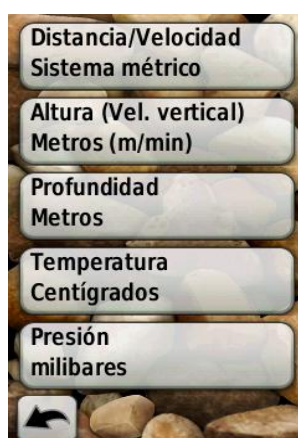 Distancia/Velocidad
Sistema métrico
Altura (Vel. vertical)
Metros (m/min)
Profundidad
Metros
Temperatura
Centígrados
Presión
milibares